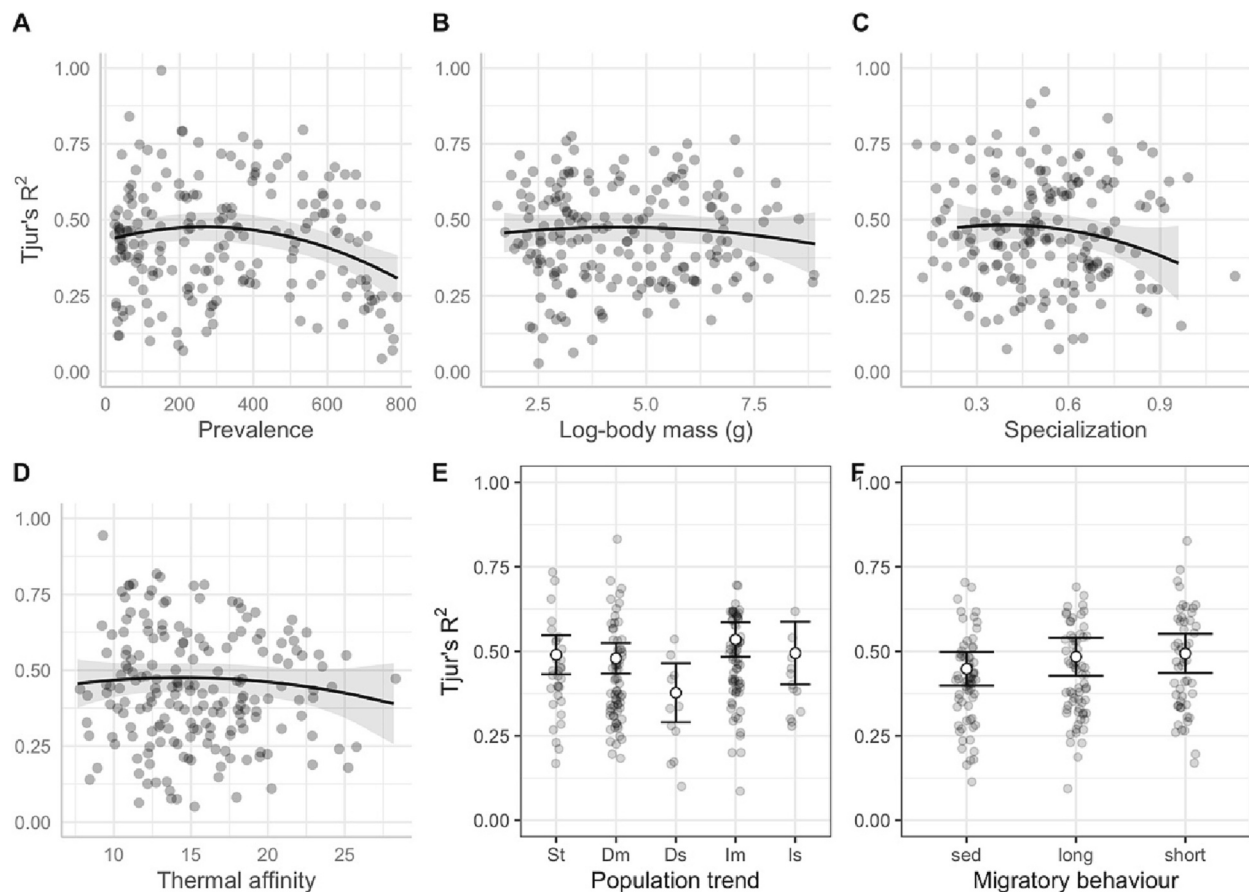 A
B
C
Tjur's R2
1.00
0.75
0.50
0.25
0.00
1.00
0.75
0.50
0.25
0.00
1.00
0.75
0.50
0.25
0.00
0 200 400 600 800
2.5 5.0 7.5
0.3 0.6 0.9
Prevalence
Log-body mass (g)
Specialization
D
E
F
Tjur's R2
1.00
0.75
0.50
0.25
0.00
1.00
0.75
0.50
0.25
0.00
1.00
0.75
0.50
0.25
0.00
10 15 20 25
St Dm Ds Im Is
sed long short
Thermal affinity
Population trend
Migratory behaviour